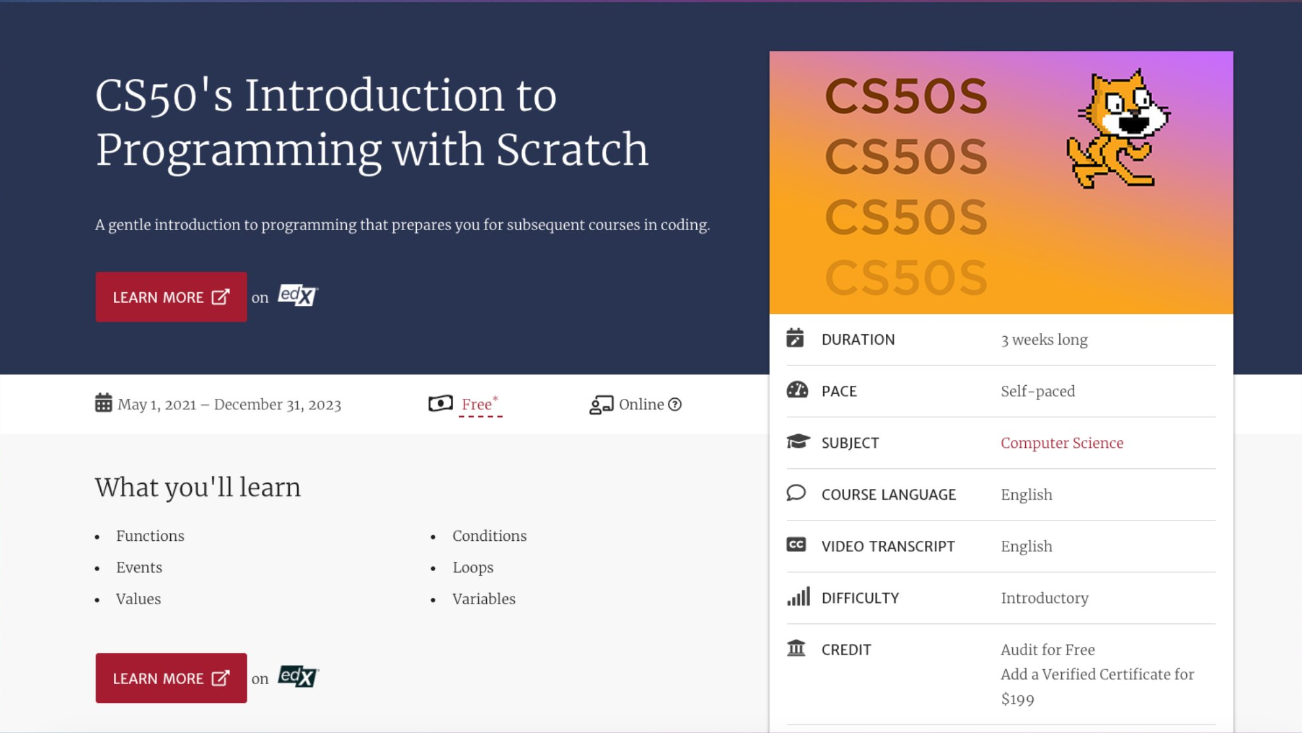 CS50's Introduction to
Programming with Scratch
A gentle introduction to programming that prepares you for subsequent courses in coding.
LEARN MORE on edX
May 1, 2021 – December 31, 2023
Free*
Online
What you'll learn
• Functions
• Events
• Values
• Conditions
• Loops
• Variables
LEARN MORE on edX
CS50S
CS50S
CS50S
CS50S
DURATION 3 weeks long
PACE Self-paced
SUBJECT Computer Science
COURSE LANGUAGE English
CC VIDEO TRANSCRIPT English
DIFFICULTY Introductory
CREDIT Audit for Free
Add a Verified Certificate for
$199